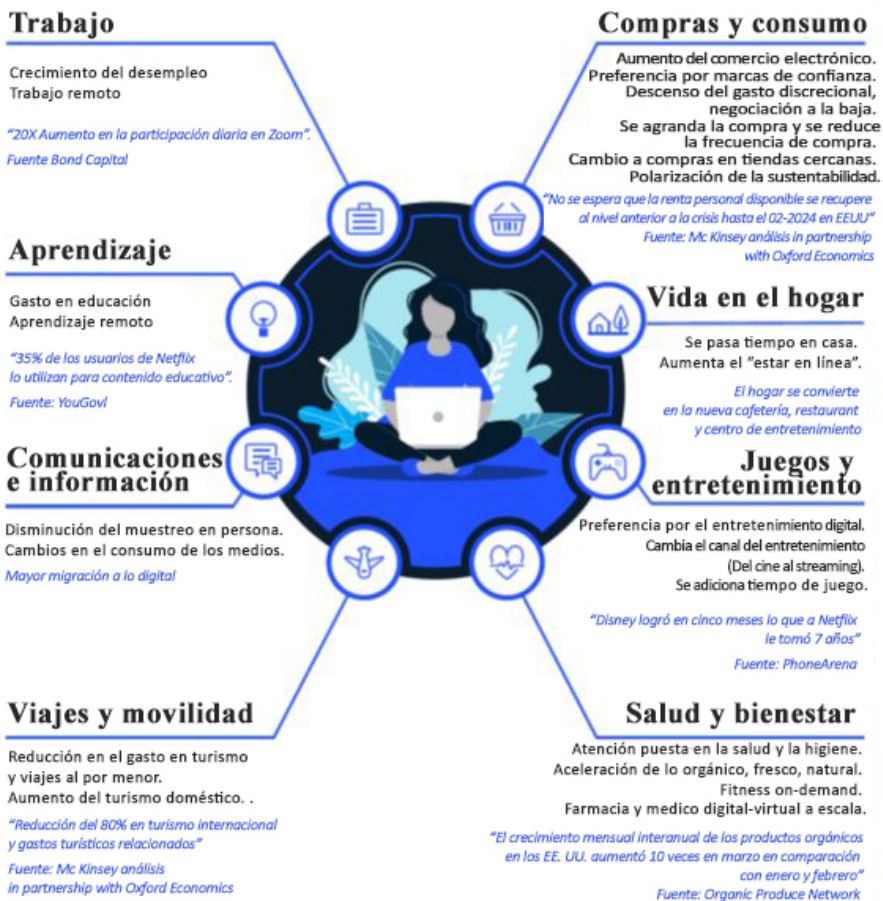 Trabajo
Crecimiento del desempleo
Trabajo remoto
“20X Aumento en la participación diaria en Zoom”.
Fuente Bond Capital
Compras y consumo
Aumento del comercio electrónico.
Preferencia por marcas de confianza.
Descenso del gasto discrecional,
negociación a la baja.
Se agranda la compra y se reduce
la frecuencia de compra.
Cambio a compras en tiendas cercanas.
Polarización de la sustentabilidad.
“No se espera que la renta personal disponible se recupere
al nivel anterior a la crisis hasta el 02-2024 en EEUU”
Fuente: Mc Kinsey análisis in partnership
with Oxford Economics
Aprendizaje
Gasto en educación
Aprendizaje remoto
“35% de los usuarios de Netflix
lo utilizan para contenido educativo”.
Fuente: YouGovl
Vida en el hogar
Se pasa tiempo en casa.
Aumenta el “estar en línea”.
El hogar se convierte
en la nueva cafetería, restaurant
y centro de entretenimiento
Comunicaciones
e información
Disminución del muestreo en persona.
Cambios en el consumo de los medios.
Mayor migración a lo digital
Juegos y
entretenimiento
Preferencia por el entretenimiento digital.
Cambia el canal del entretenimiento
(Del cine al streaming).
Se adiciona tiempo de juego.
“Disney logró en cinco meses lo que a Netflix
le tomó 7 años”
Fuente: PhoneArena
Viajes y movilidad
Reducción en el gasto en turismo
y viajes al por menor.
Aumento del turismo doméstico. .
“Reducción del 80% en turismo internacional
y gastos turísticos relacionados”
Fuente: Mc Kinsey análisis
in partnership with Oxford Economics
Salud y bienestar
Atención puesta en la salud y la higiene.
Aceleración de lo orgánico, fresco, natural.
Fitness on-demand.
Farmacia y medico digital-virtual a escala.
“El crecimiento mensual interanual de los productos orgánicos
en los EE. UU. aumentó 10 veces en marzo en comparación
con enero y febrero”
Fuente: Organic Produce Network